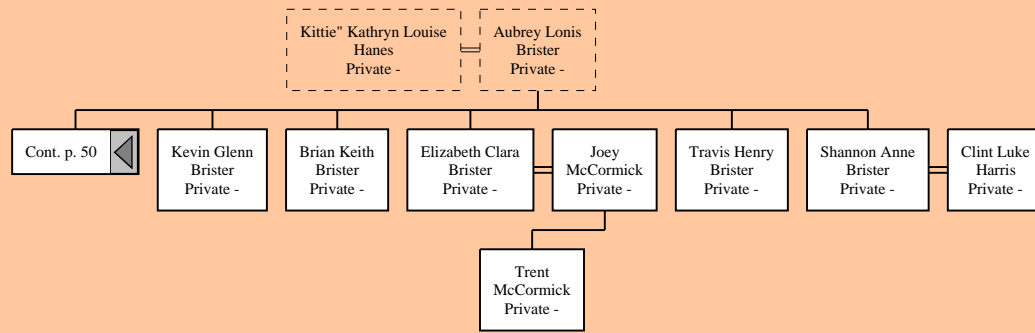 Kittie" Kathryn Louise
Hanes
Private -
Aubrey Lonis
Brister
Private -
Cont. p. 50
Kevin Glenn
Brister
Private -
Brian Keith
Brister
Private -
Elizabeth Clara
Brister
Private -
Joey
McCormick
Private -
Travis Henry
Brister
Private -
Shannon Anne
Brister
Private -
Clint Luke
Harris
Private -
Trent
McCormick
Private -